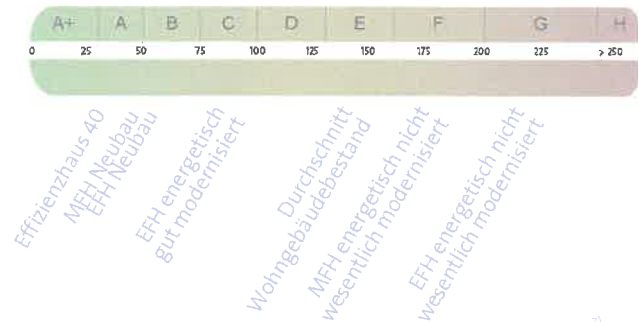 A+ A B C D E F G H
0 25 50 75 100 125 150 175 200 225 > 250
Effizienzhaus 40
MFH Neubau
EFH Neubau
EFH energetisch
gut modernisiert
Durchschnitt
Wohngebäudebestand
MFH energetisch nicht
wesentlich modernisiert
EFH energetisch nicht
wesentlich modernisiert
2)